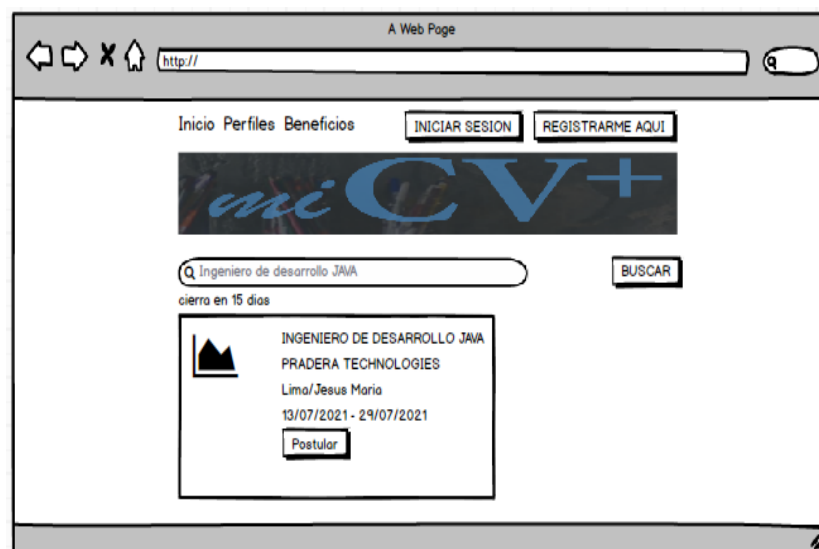 A Web Page
http://
Inicio Perfiles Beneficios INICIAR SESION REGISTRARME AQUI
mi CV+
Ingeniero de desarrollo JAVA BUSCAR
cierra en 15 dias
INGENIERO DE DESARROLLO JAVA
PRADERA TECHNOLOGIES
Lima/Jesus Maria
13/07/2021 - 29/07/2021
Postular